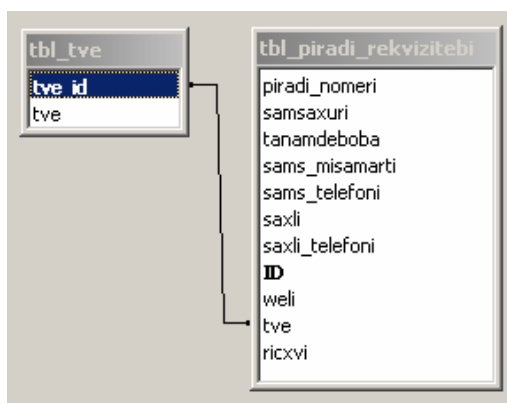 tbl_tve
tve_id
tve
tbl_piradi_rekvizitebi
piradi_nomeri
samsaxuri
tanamdeboba
sams_misamarti
sams_telefoni
saxli
saxli_telefoni
ID
weli
tve
ricxvi